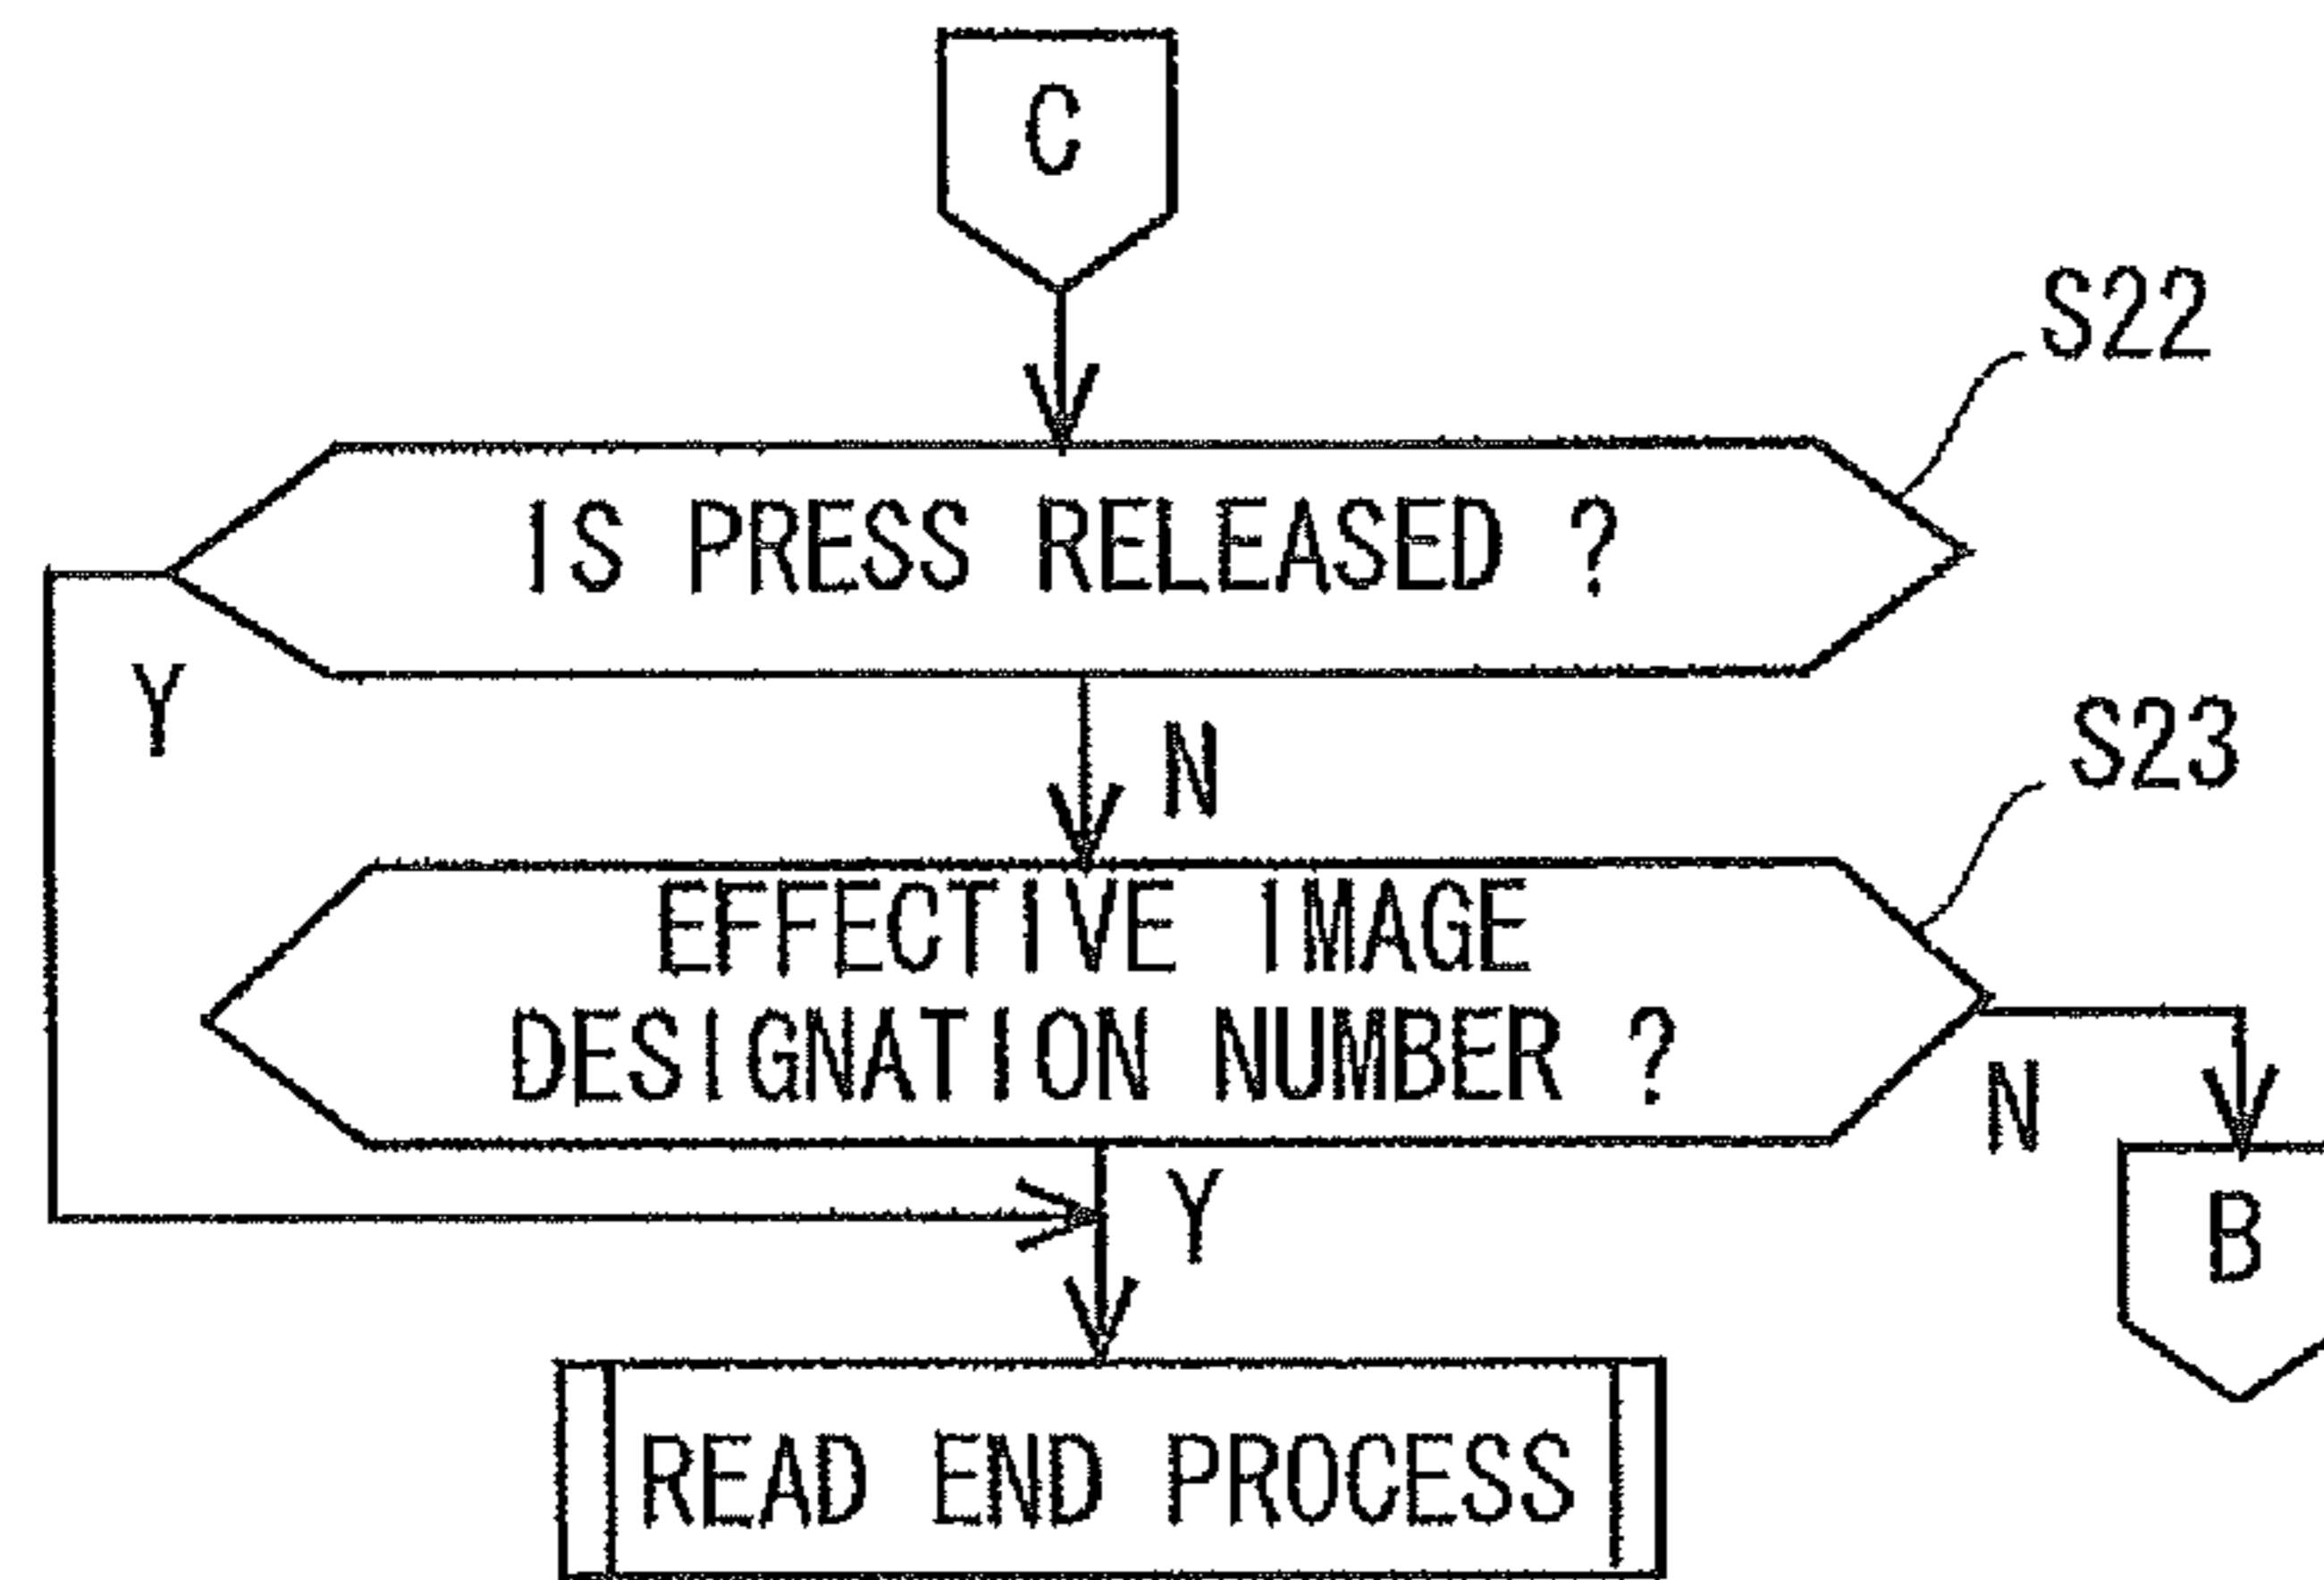 C
S22
IS PRESS RELEASED ?
Y
N
S23
EFFECTIVE IMAGE
DESIGNATION NUMBER ?
N
Y
B
READ END PROCESS